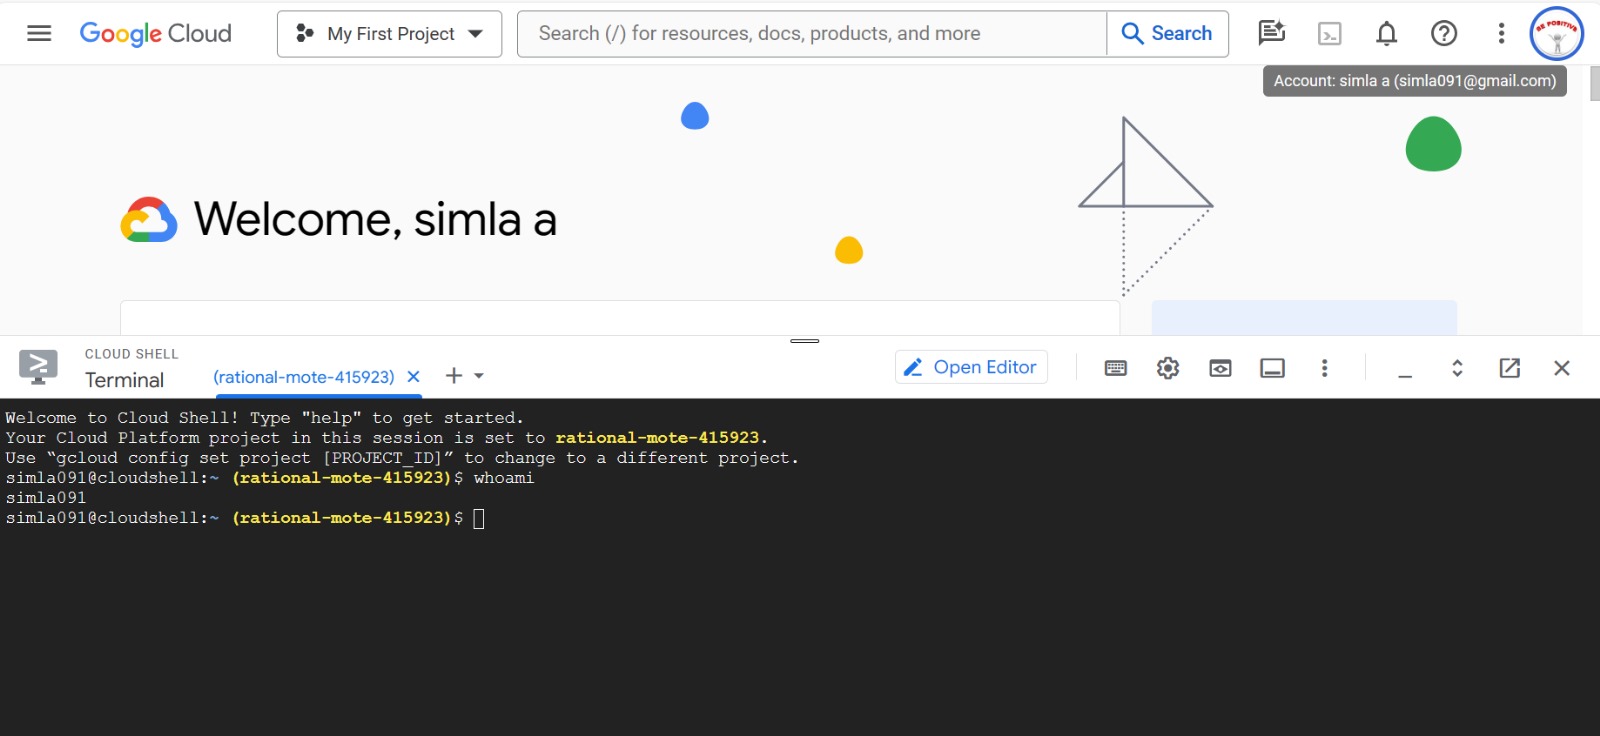 Google Cloud
My First Project
Search (/) for resources, docs, products, and more
Search
BE POSITIVE
Account: simla a (simla091@gmail.com)
Welcome, simla a
CLOUD SHELL
Terminal
(rational-mote-415923)
Open Editor
Welcome to Cloud Shell! Type "help" to get started.
Your Cloud Platform project in this session is set to rational-mote-415923.
Use “gcloud config set project [PROJECT_ID]” to change to a different project.
simla091@cloudshell:~ (rational-mote-415923)$ whoami
simla091
simla091@cloudshell:~ (rational-mote-415923)$